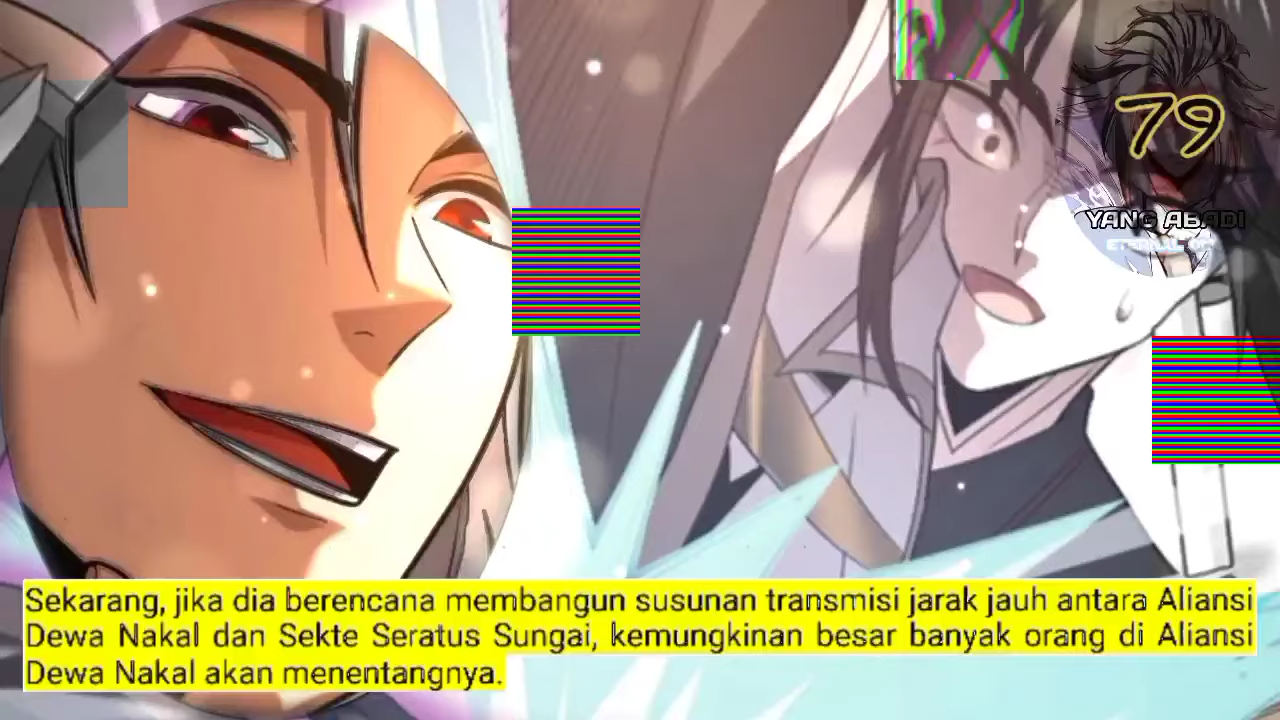 79
YANG ABADI
Sekarang, jika dia berencana membangun susunan transmisi jarak jauh antara Aliansi
Dewa Nakal dan Sekte Seratus Sungai, kemungkinan besar banyak orang di Aliansi
Dewa Nakal akan menentangnya.